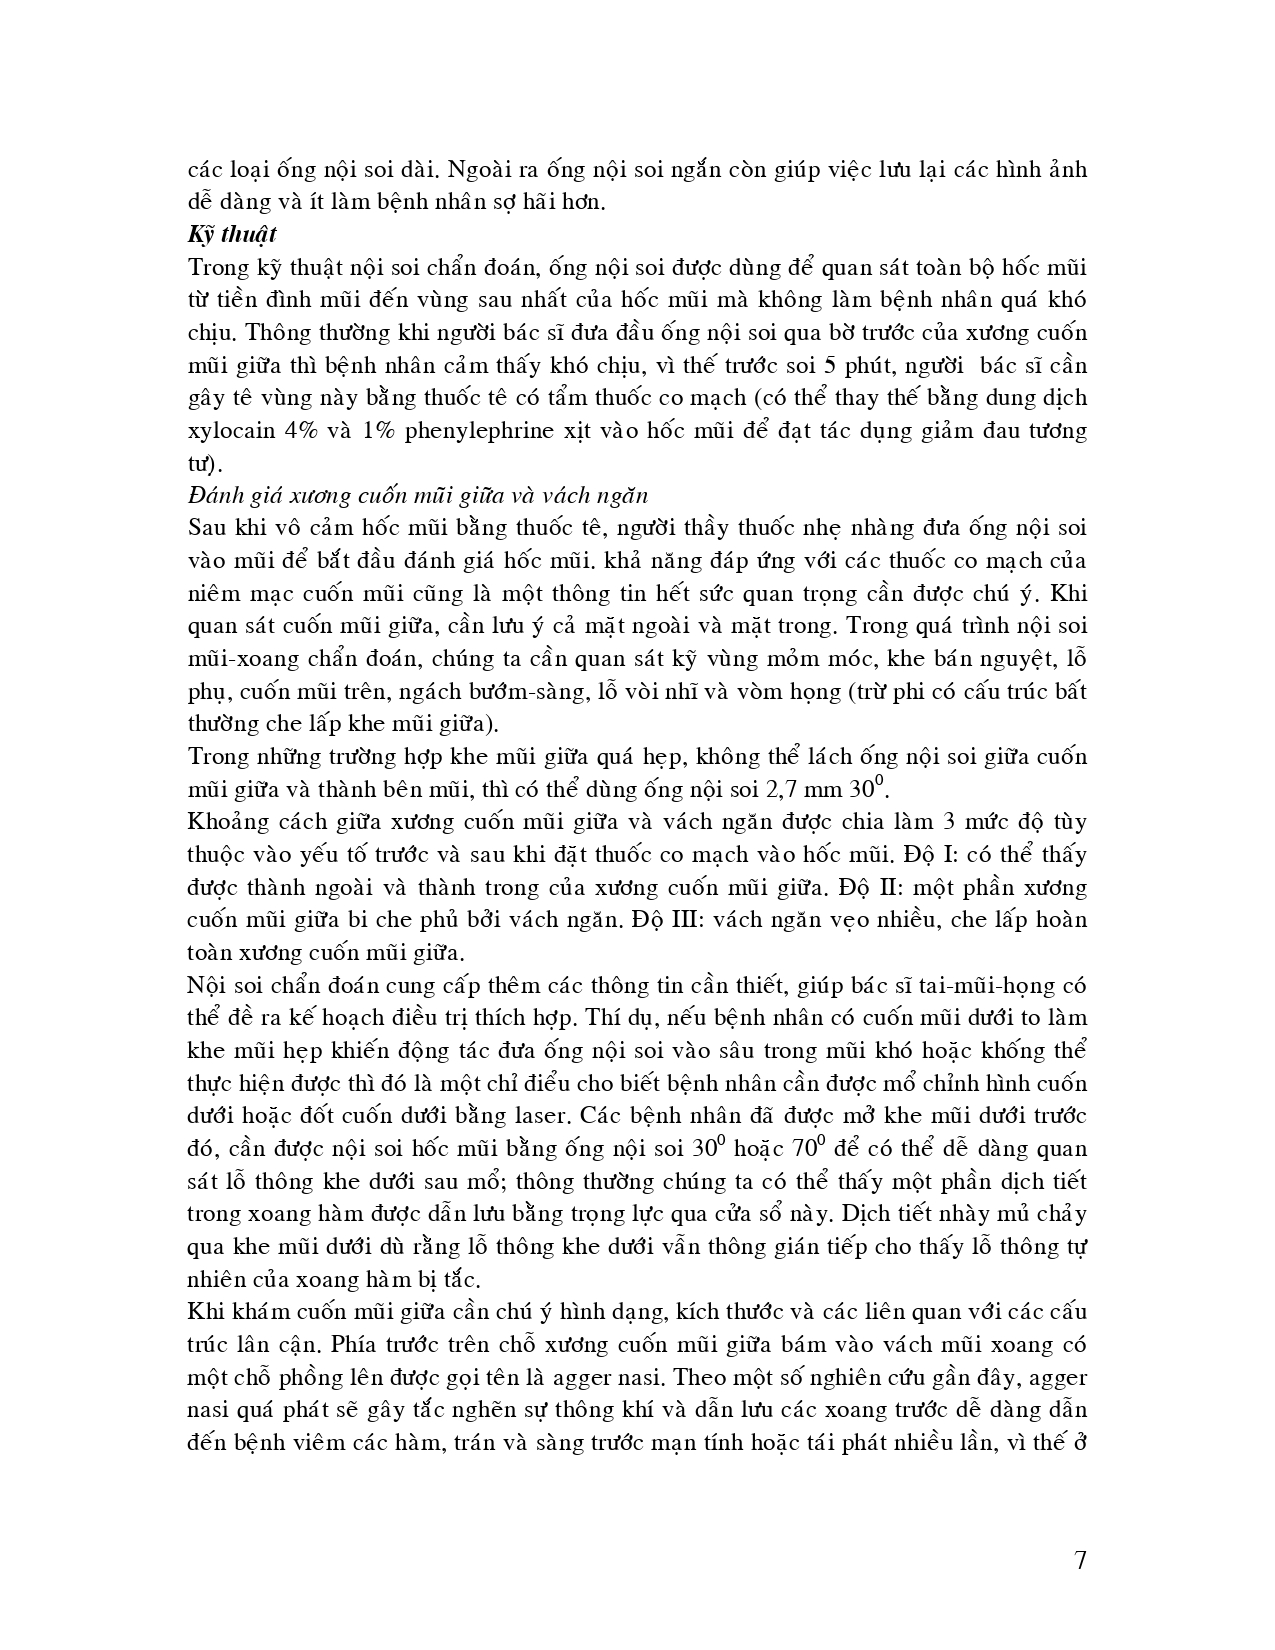 các loại ống nội soi dài. Ngoài ra ống nội soi ngắn còn giúp việc lưu lại các hình ảnh
dễ dàng và ít làm bệnh nhân sợ hãi hơn.
Kỹ thuật
Trong kỹ thuật nội soi chẩn đoán, ống nội soi được dùng để quan sát toàn bộ hốc mũi
từ tiền đình mũi đến vùng sau nhất của hốc mũi mà không làm bệnh nhân quá khó
chịu. Thông thường khi người bác sĩ đưa đầu ống nội soi qua bờ trước của xương cuốn
mũi giữa thì bệnh nhân cảm thấy khó chịu, vì thế trước soi 5 phút, người  bác sĩ cần
gây tê vùng này bằng thuốc tê có tẩm thuốc co mạch (có thể thay thế bằng dung dịch
xylocain 4% và 1% phenylephrine xịt vào hốc mũi để đạt tác dụng giảm đau tương
tư).
Đánh giá xương cuốn mũi giữa và vách ngăn
Sau khi vô cảm hốc mũi bằng thuốc tê, người thầy thuốc nhẹ nhàng đưa ống nội soi
vào mũi để bắt đầu đánh giá hốc mũi. khả năng đáp ứng với các thuốc co mạch của
niêm mạc cuốn mũi cũng là một thông tin hết sức quan trọng cần được chú ý. Khi
quan sát cuốn mũi giữa, cần lưu ý cả mặt ngoài và mặt trong. Trong quá trình nội soi
mũi-xoang chẩn đoán, chúng ta cần quan sát kỹ vùng mỏm móc, khe bán nguyệt, lỗ
phụ, cuốn mũi trên, ngách bướm-sàng, lỗ vòi nhĩ và vòm họng (trừ phi có cấu trúc bất
thường che lấp khe mũi giữa).
Trong những trường hợp khe mũi giữa quá hẹp, không thể lách ống nội soi giữa cuốn
mũi giữa và thành bên mũi, thì có thể dùng ống nội soi 2,7 mm 30⁰.
Khoảng cách giữa xương cuốn mũi giữa và vách ngăn được chia làm 3 mức độ tùy
thuộc vào yếu tố trước và sau khi đặt thuốc co mạch vào hốc mũi. Độ I: có thể thấy
được thành ngoài và thành trong của xương cuốn mũi giữa. Độ II: một phần xương
cuốn mũi giữa bi che phủ bởi vách ngăn. Độ III: vách ngăn vẹo nhiều, che lấp hoàn
toàn xương cuốn mũi giữa.
Nội soi chẩn đoán cung cấp thêm các thông tin cần thiết, giúp bác sĩ tai-mũi-họng có
thể đề ra kế hoạch điều trị thích hợp. Thí dụ, nếu bệnh nhân có cuốn mũi dưới to làm
khe mũi hẹp khiến động tác đưa ống nội soi vào sâu trong mũi khó hoặc khống thể
thực hiện được thì đó là một chỉ điểu cho biết bệnh nhân cần được mổ chỉnh hình cuốn
dưới hoặc đốt cuốn dưới bằng laser. Các bệnh nhân đã được mở khe mũi dưới trước
đó, cần được nội soi hốc mũi bằng ống nội soi 30⁰ hoặc 70⁰ để có thể dễ dàng quan
sát lỗ thông khe dưới sau mổ; thông thường chúng ta có thể thấy một phần dịch tiết
trong xoang hàm được dẫn lưu bằng trọng lực qua cửa sổ này. Dịch tiết nhày mủ chảy
qua khe mũi dưới dù rằng lỗ thông khe dưới vẫn thông gián tiếp cho thấy lỗ thông tự
nhiên của xoang hàm bị tắc.
Khi khám cuốn mũi giữa cần chú ý hình dạng, kích thước và các liên quan với các cấu
trúc lân cận. Phía trước trên chỗ xương cuốn mũi giữa bám vào vách mũi xoang có
một chỗ phồng lên được gọi tên là agger nasi. Theo một số nghiên cứu gần đây, agger
nasi quá phát sẽ gây tắc nghẽn sự thông khí và dẫn lưu các xoang trước dễ dàng dẫn
đến bệnh viêm các hàm, trán và sàng trước mạn tính hoặc tái phát nhiều lần, vì thế ở
7